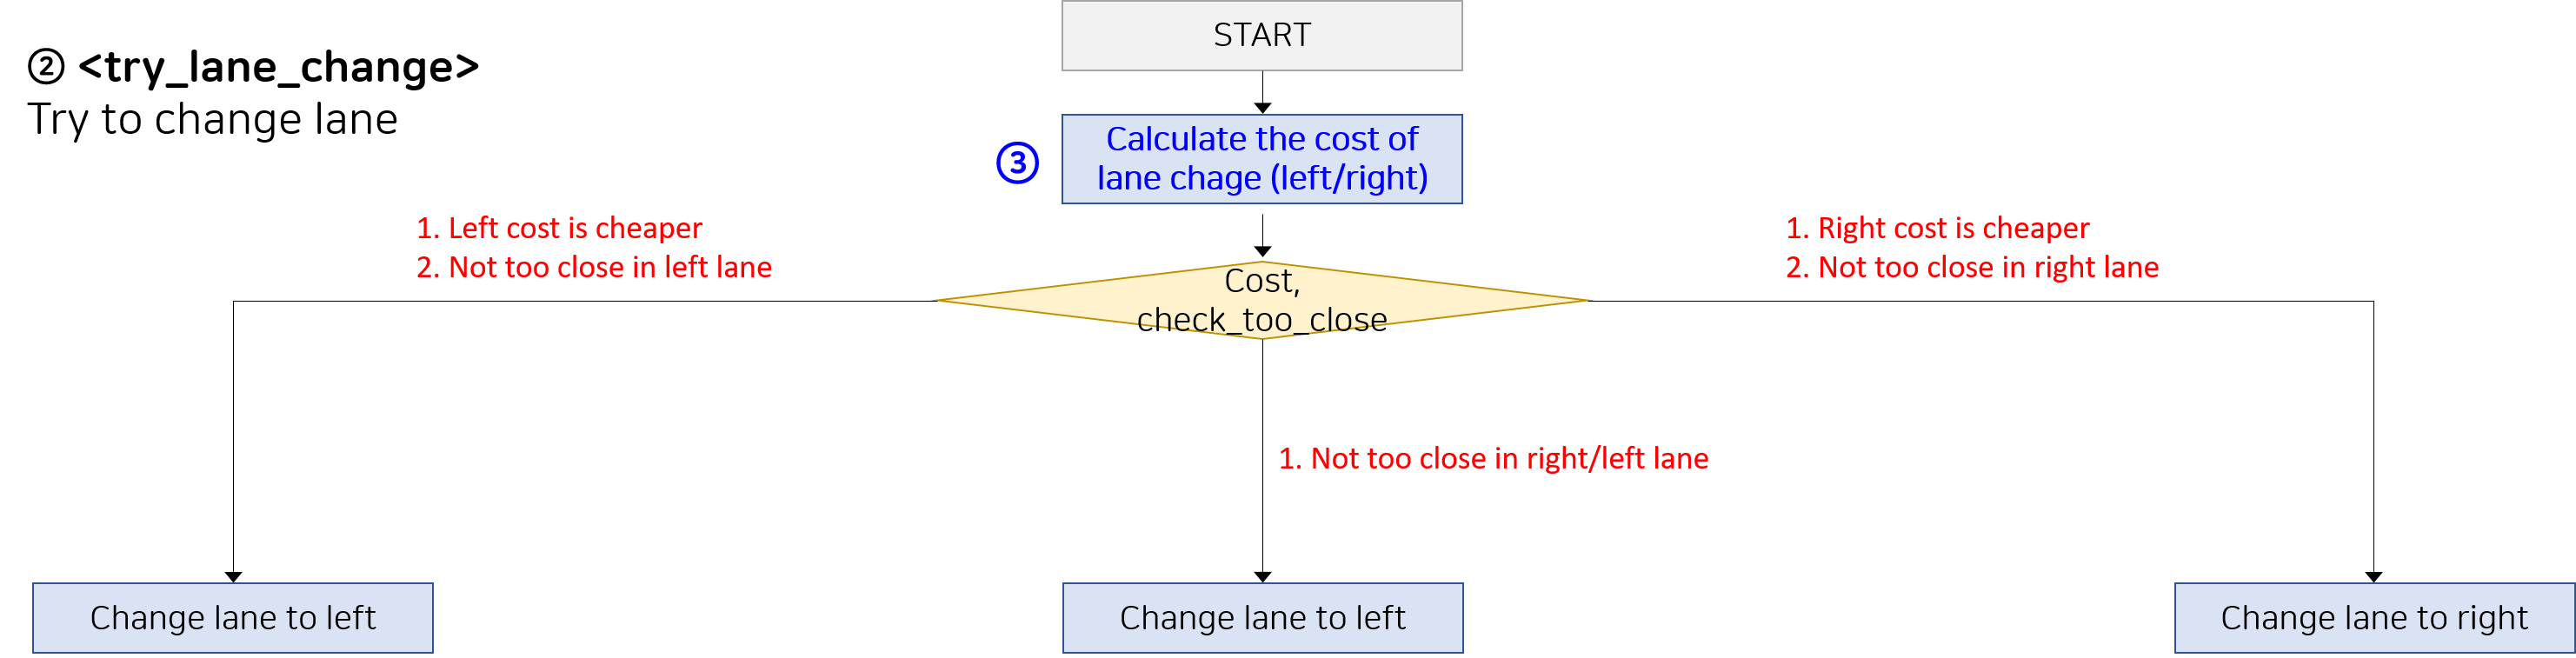 ② <try_lane_change>
Try to change lane
START
③
Calculate the cost of
lane chage (left/right)
1. Left cost is cheaper
2. Not too close in left lane
1. Right cost is cheaper
2. Not too close in right lane
Cost,
check_too_close
1. Not too close in right/left lane
Change lane to left
Change lane to left
Change lane to right